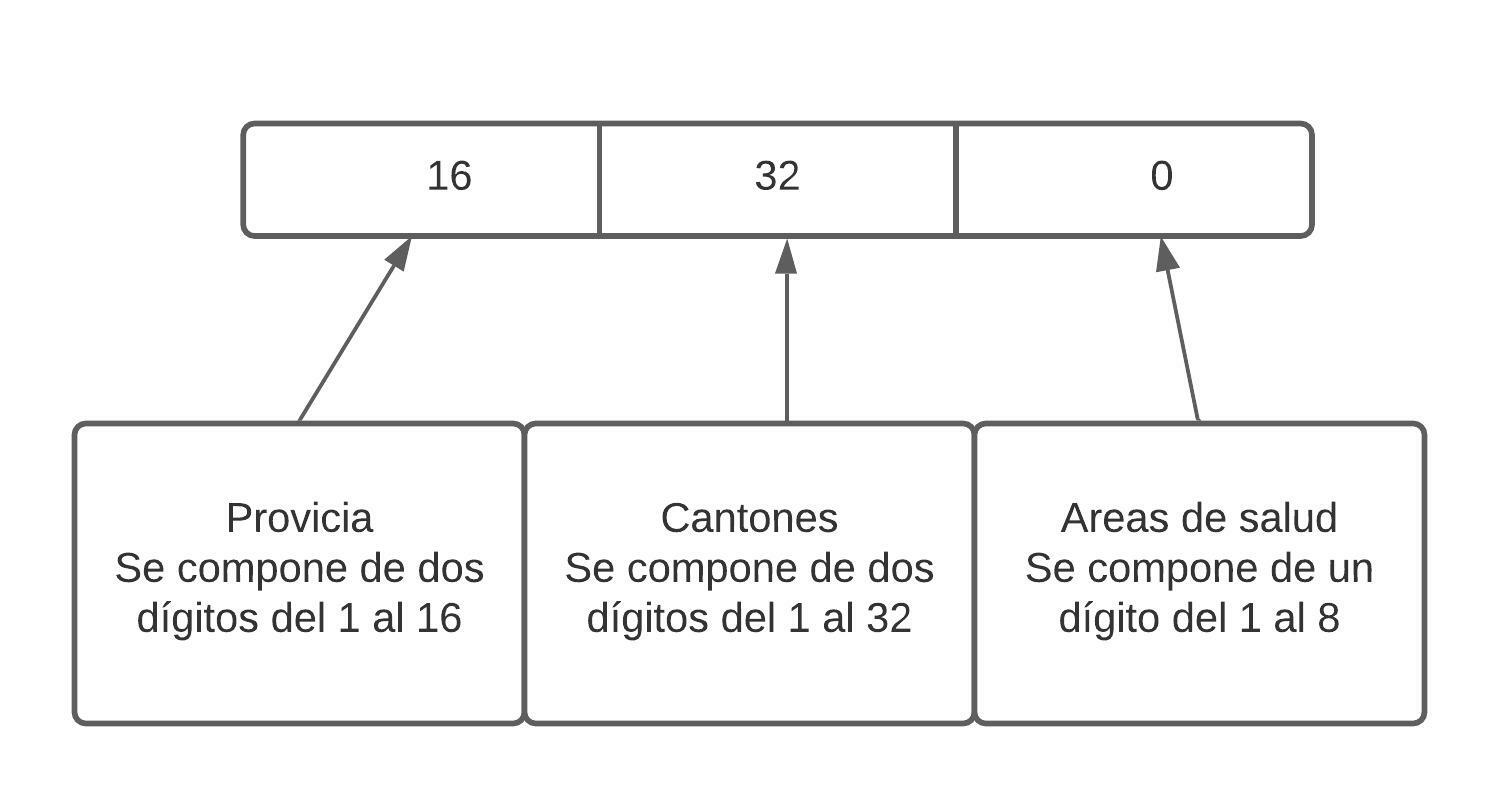 16 32 0
Provicia
Se compone de dos
dígitos del 1 al 16
Cantones
Se compone de dos
dígitos del 1 al 32
Areas de salud
Se compone de un
dígito del 1 al 8